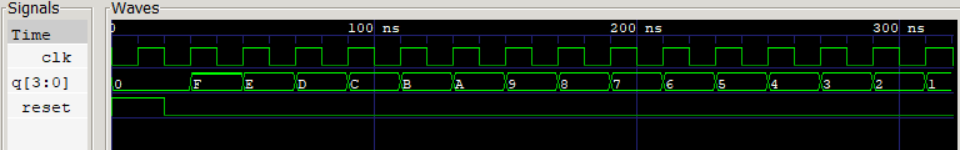 Signals Waves
Time 0 100 ns 200 ns 300 ns
clk
q[3:0] 0 F E D C B A 9 8 7 6 5 4 3 2 1
reset